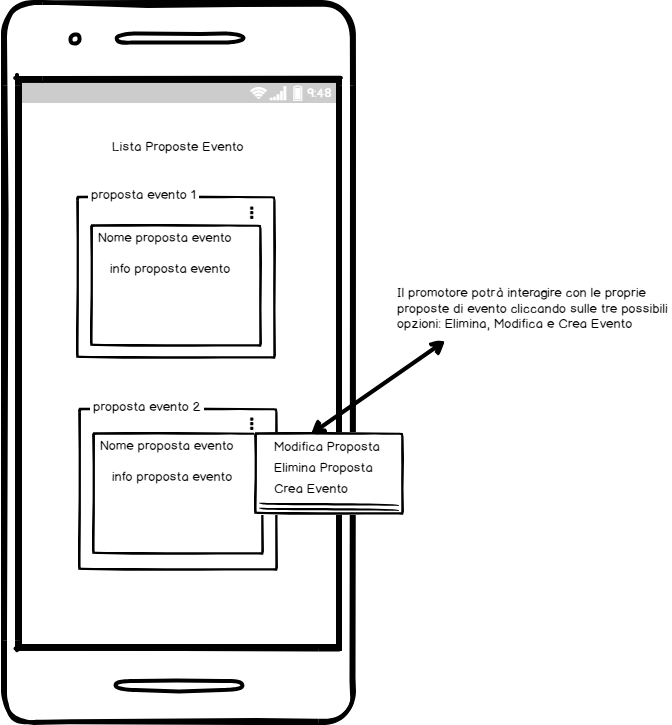 9:48
Lista Proposte Evento
proposta evento 1
Nome proposta evento
info proposta evento
Il promotore potrà interagire con le proprie
proposte di evento cliccando sulle tre possibili
opzioni: Elimina, Modifica e Crea Evento
proposta evento 2
Nome proposta evento
info proposta evento
Modifica Proposta
Elimina Proposta
Crea Evento